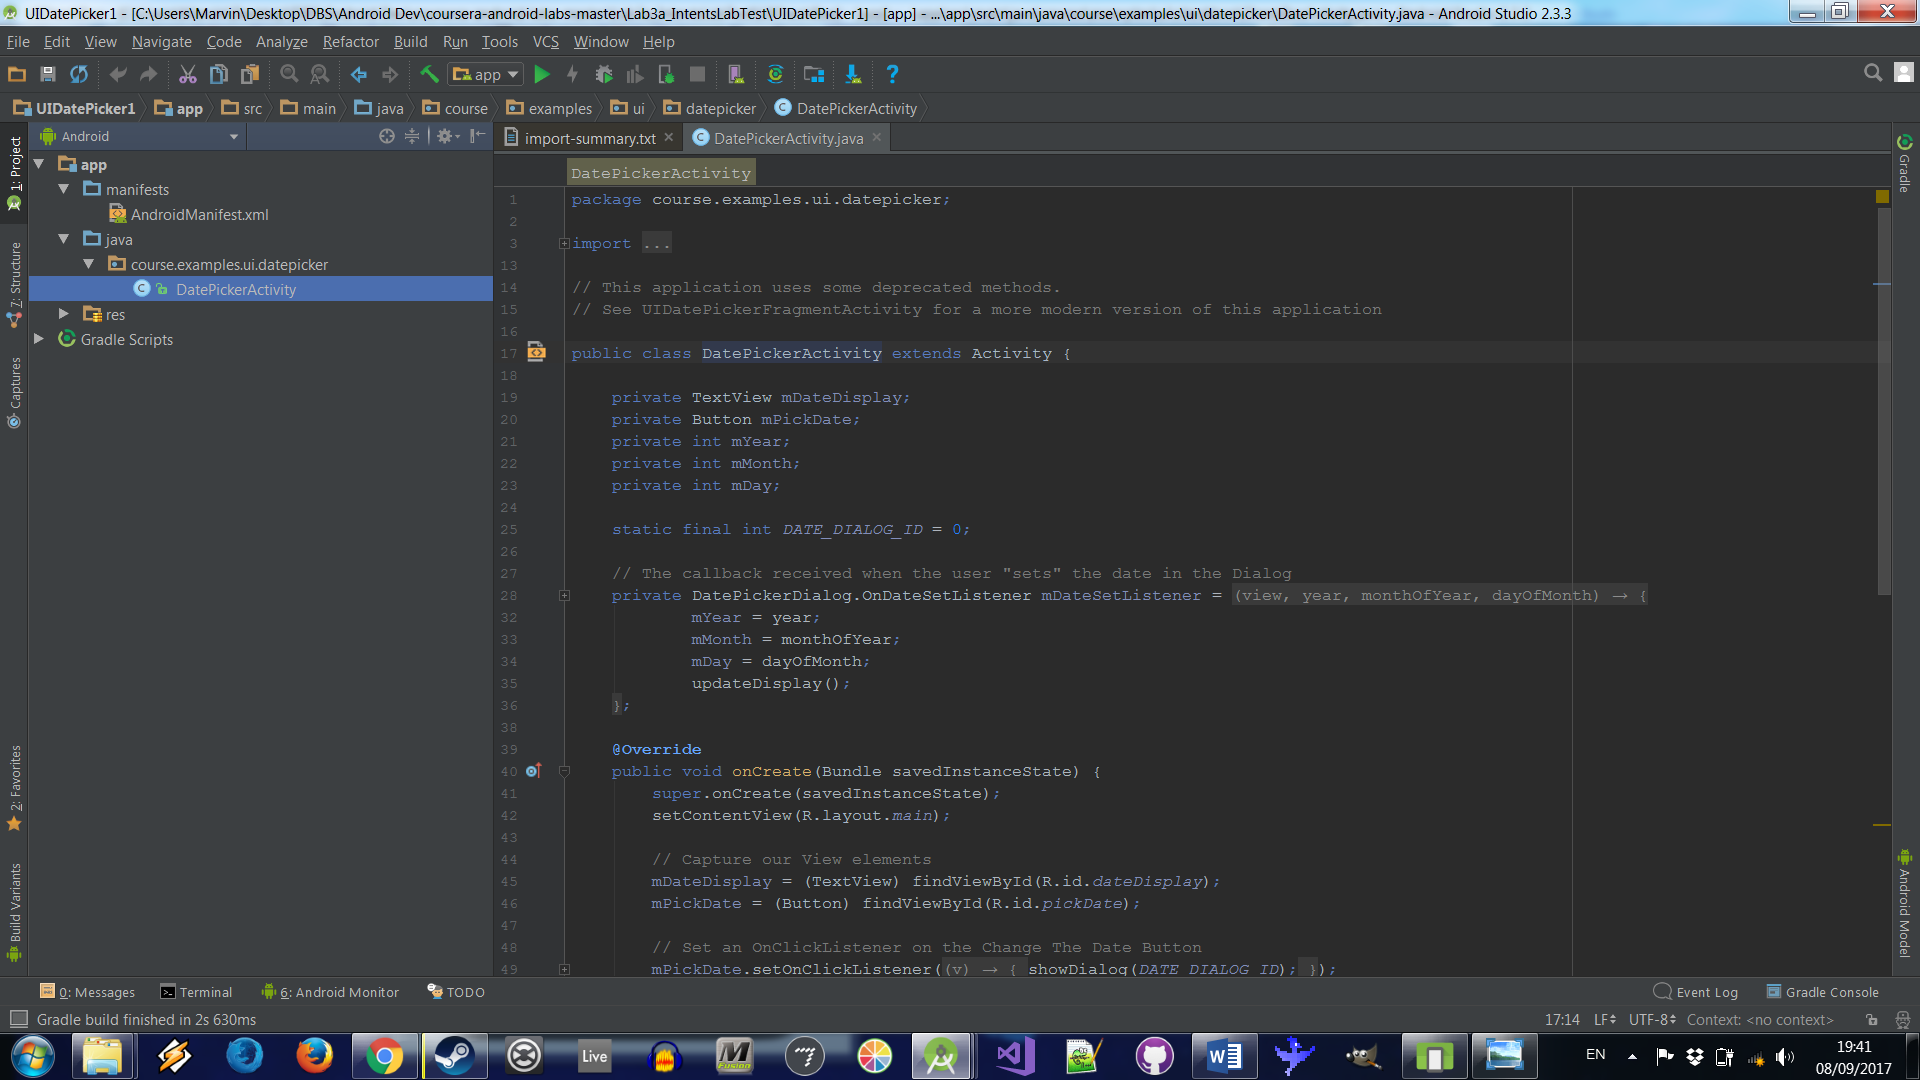 UIDatePicker1 - [C:\Users\Marvin\Desktop\DBS\Android Dev\coursera-android-labs-master\Lab3a_IntentsLabTest\UIDatePicker1] - [app] - ...\app\src\main\java\course\examples\ui\datepicker\DatePickerActivity.java - Android Studio 2.3.3
File Edit View Navigate Code Analyze Refactor Build Run Tools VCS Window Help
app
UIDatePicker1 app src main java course examples ui datepicker DatePickerActivity
Android
import-summary.txt DatePickerActivity.java
1: Project
7: Structure
Captures
2: Favorites
Build Variants
app
manifests
AndroidManifest.xml
java
course.examples.ui.datepicker
DatePickerActivity
res
Gradle Scripts
DatePickerActivity
1 package course.examples.ui.datepicker;
2
3 import ...
13
14 // This application uses some deprecated methods.
15 // See UIDatePickerFragmentActivity for a more modern version of this application
16
17 public class DatePickerActivity extends Activity {
18
19 private TextView mDateDisplay;
20 private Button mPickDate;
21 private int mYear;
22 private int mMonth;
23 private int mDay;
24
25 static final int DATE_DIALOG_ID = 0;
26
27 // The callback received when the user "sets" the date in the Dialog
28 private DatePickerDialog.OnDateSetListener mDateSetListener = (view, year, monthOfYear, dayOfMonth) → {
32 mYear = year;
33 mMonth = monthOfYear;
34 mDay = dayOfMonth;
35 updateDisplay();
36 };
38
39 @Override
40 public void onCreate(Bundle savedInstanceState) {
41 super.onCreate(savedInstanceState);
42 setContentView(R.layout.main);
43
44 // Capture our View elements
45 mDateDisplay = (TextView) findViewById(R.id.dateDisplay);
46 mPickDate = (Button) findViewById(R.id.pickDate);
47
48 // Set an OnClickListener on the Change The Date Button
49 mPickDate.setOnClickListener((v) → { showDialog(DATE_DIALOG_ID); });
Gradle
Android Model
0: Messages Terminal 6: Android Monitor TODO Event Log Gradle Console
Gradle build finished in 2s 630ms 17:14 LF UTF-8 Context: <no context>
Live
Fusion
EN
19:41
08/09/2017